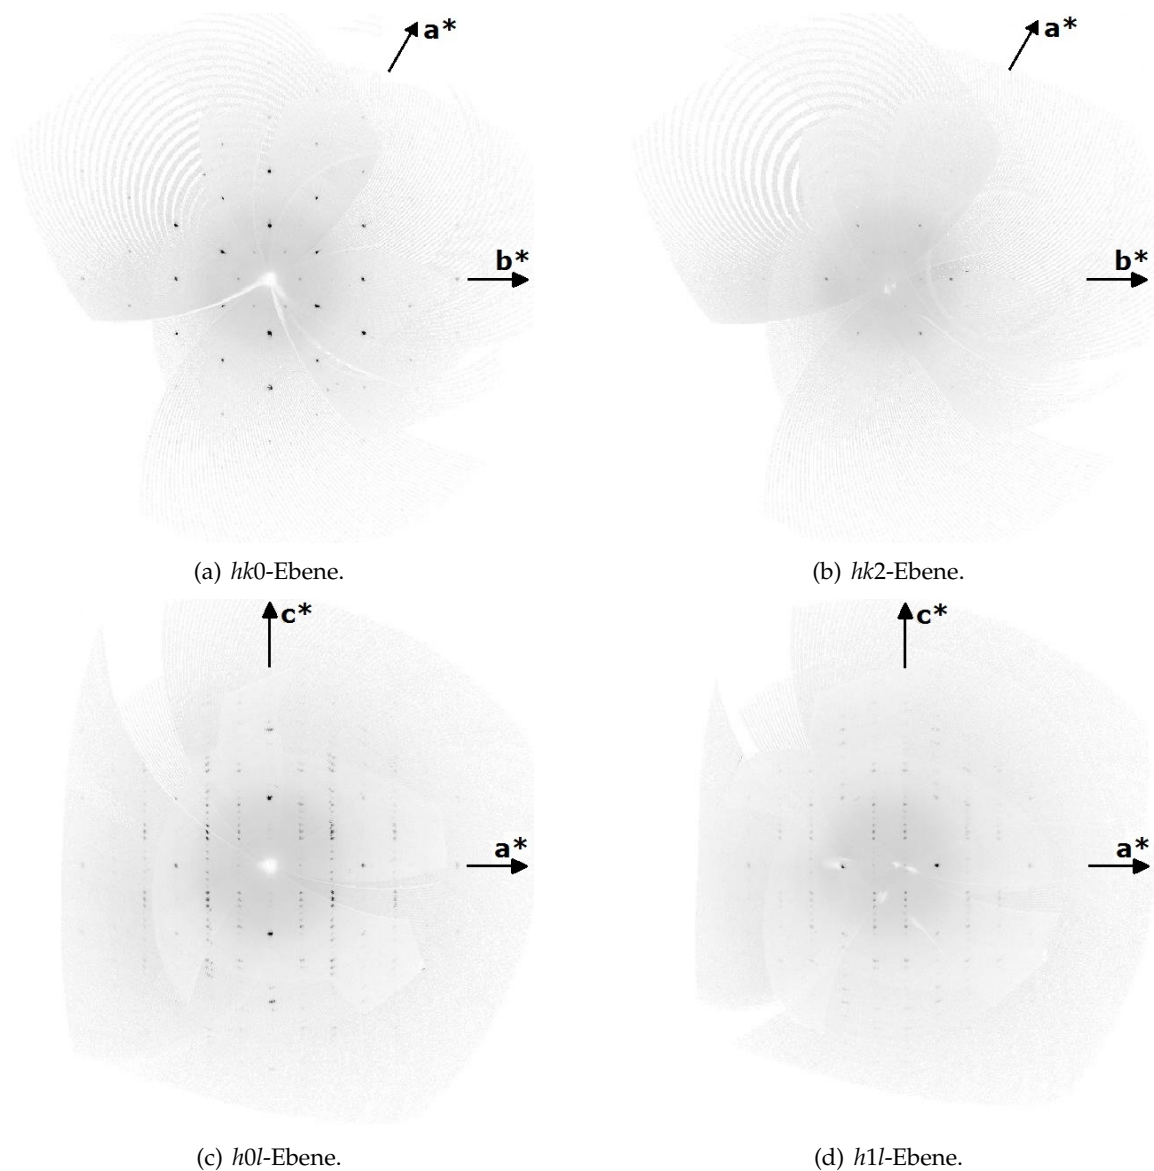 a*
a*
b*
b*
(a) hk0-Ebene.
(b) hk2-Ebene.
c*
c*
a*
a*
(c) h0l-Ebene.
(d) h1l-Ebene.